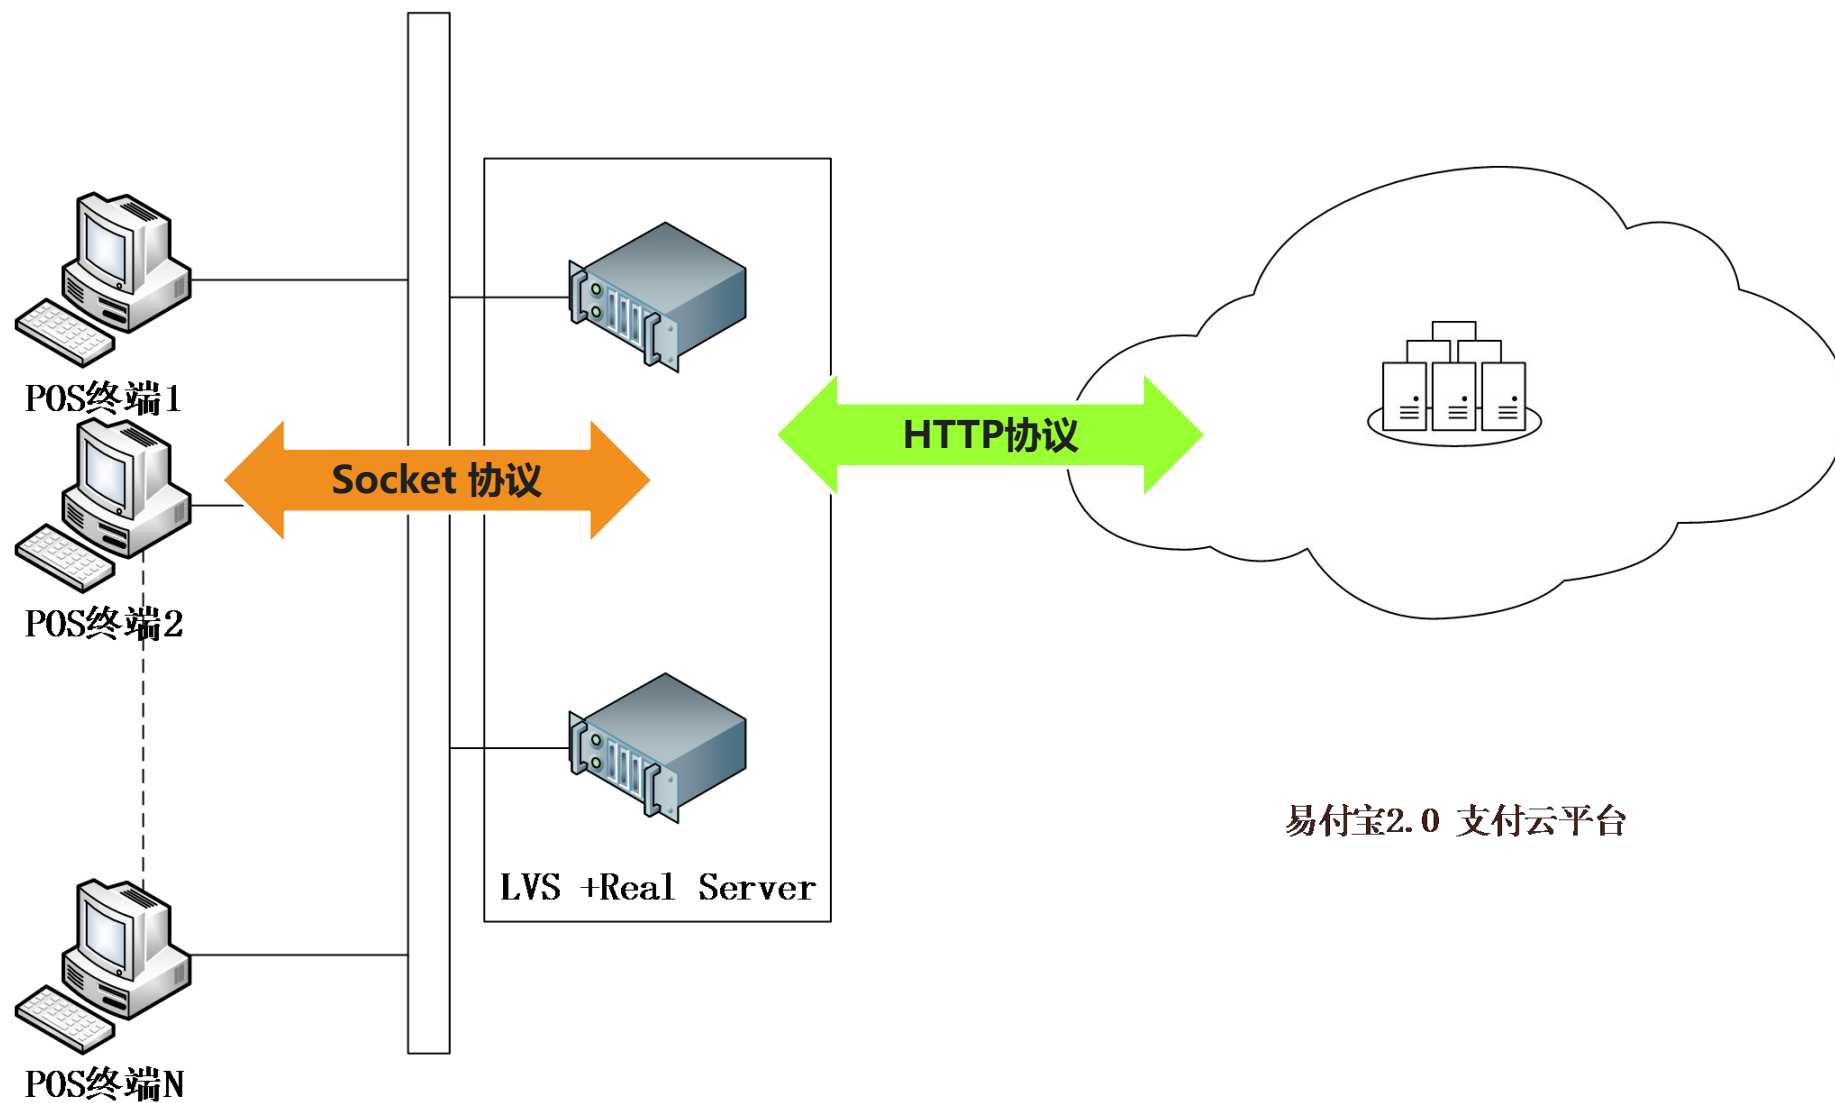 POS终端1
POS终端2
POS终端N
Socket 协议
LVS +Real Server
HTTP协议
易付宝2.0 支付云平台